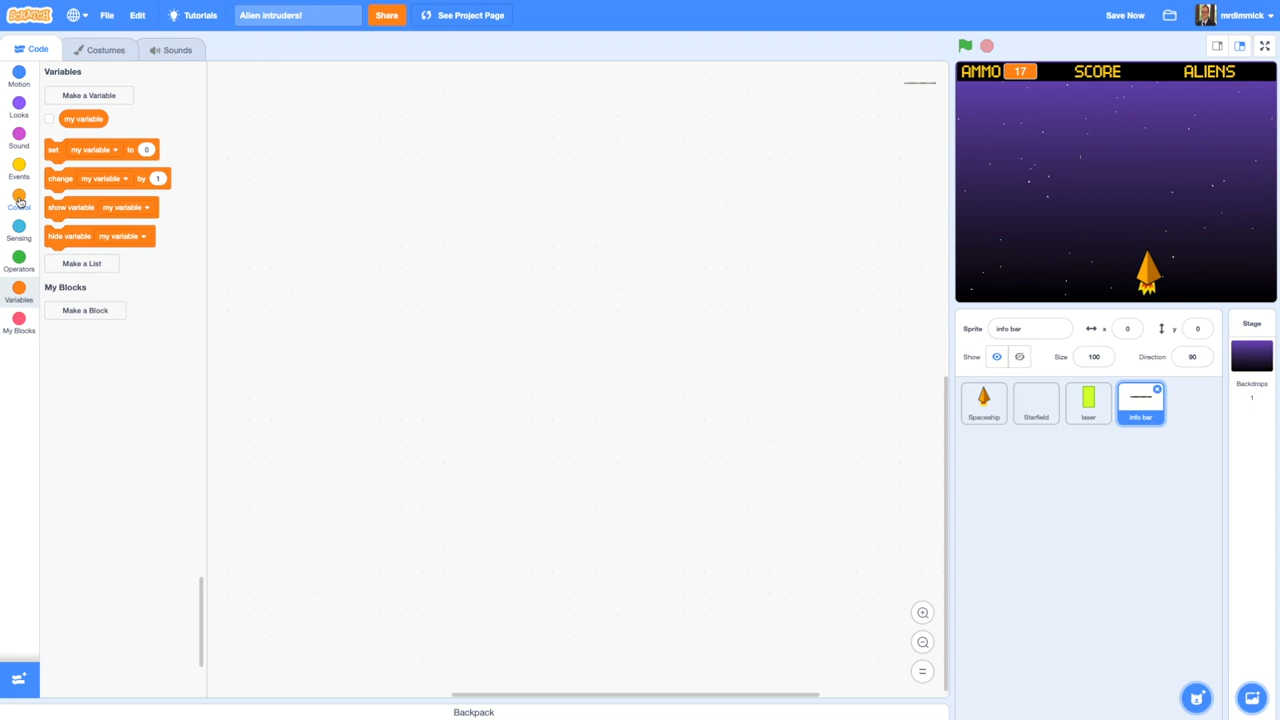 SCRATCH File Edit Tutorials Alien intruders! Share See Project Page Save Now mrdimmick
Code Costumes Sounds
Motion
Looks
Sound
Events
Control
Sensing
Operators
Variables
My Blocks
Variables
Make a Variable
my variable
set my variable to 0
change my variable by 1
show variable my variable
hide variable my variable
Make a List
My Blocks
Make a Block
AMMO 17 SCORE ALIENS
Sprite info bar x 0 y 0
Show Size 100 Direction 90
Spaceship Starfield laser info bar
Stage
Backdrops
1
Backpack